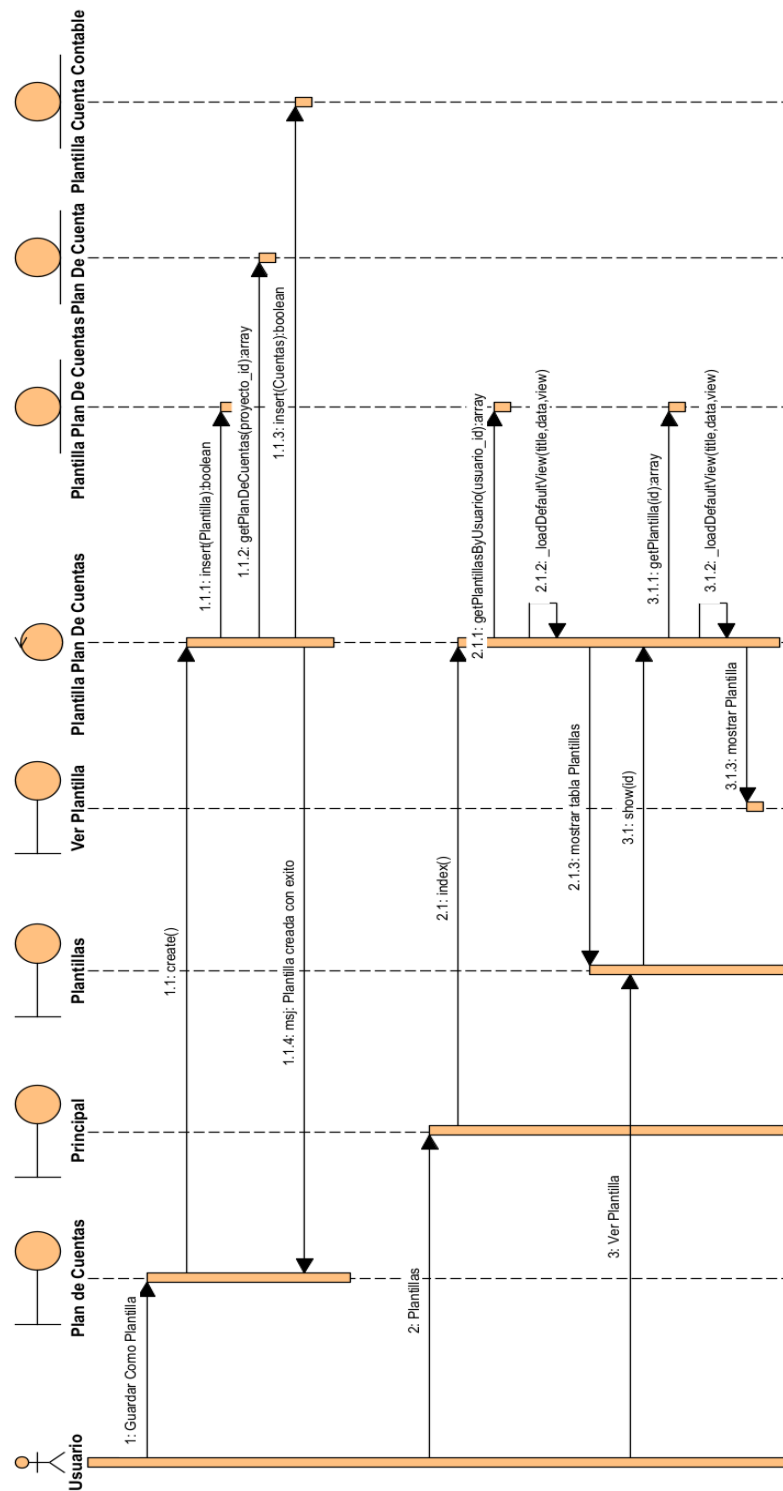 Usuario
Plan de Cuentas
Principal
Plantillas
Ver Plantilla
Plantilla Plan De Cuentas
Plantilla Plan De Cuentas
Plan De Cuenta
Plantilla Cuenta Contable
1: Guardar Como Plantilla
1.1: create()
1.1.1: insert(Plantilla):boolean
1.1.2: getPlanDeCuentas(proyecto_id):array
1.1.3: insert(Cuentas):boolean
1.1.4: msj: Plantilla creada con exito
2: Plantillas
2.1: index()
2.1.1: getPlantillasByUsuario(usuario_id):array
2.1.2: _loadDefaultView(title,data,view)
2.1.3: mostrar tabla Plantillas
3: Ver Plantilla
3.1: show(id)
3.1.1: getPlantilla(id):array
3.1.2: _loadDefaultView(title,data,view)
3.1.3: mostrar Plantilla